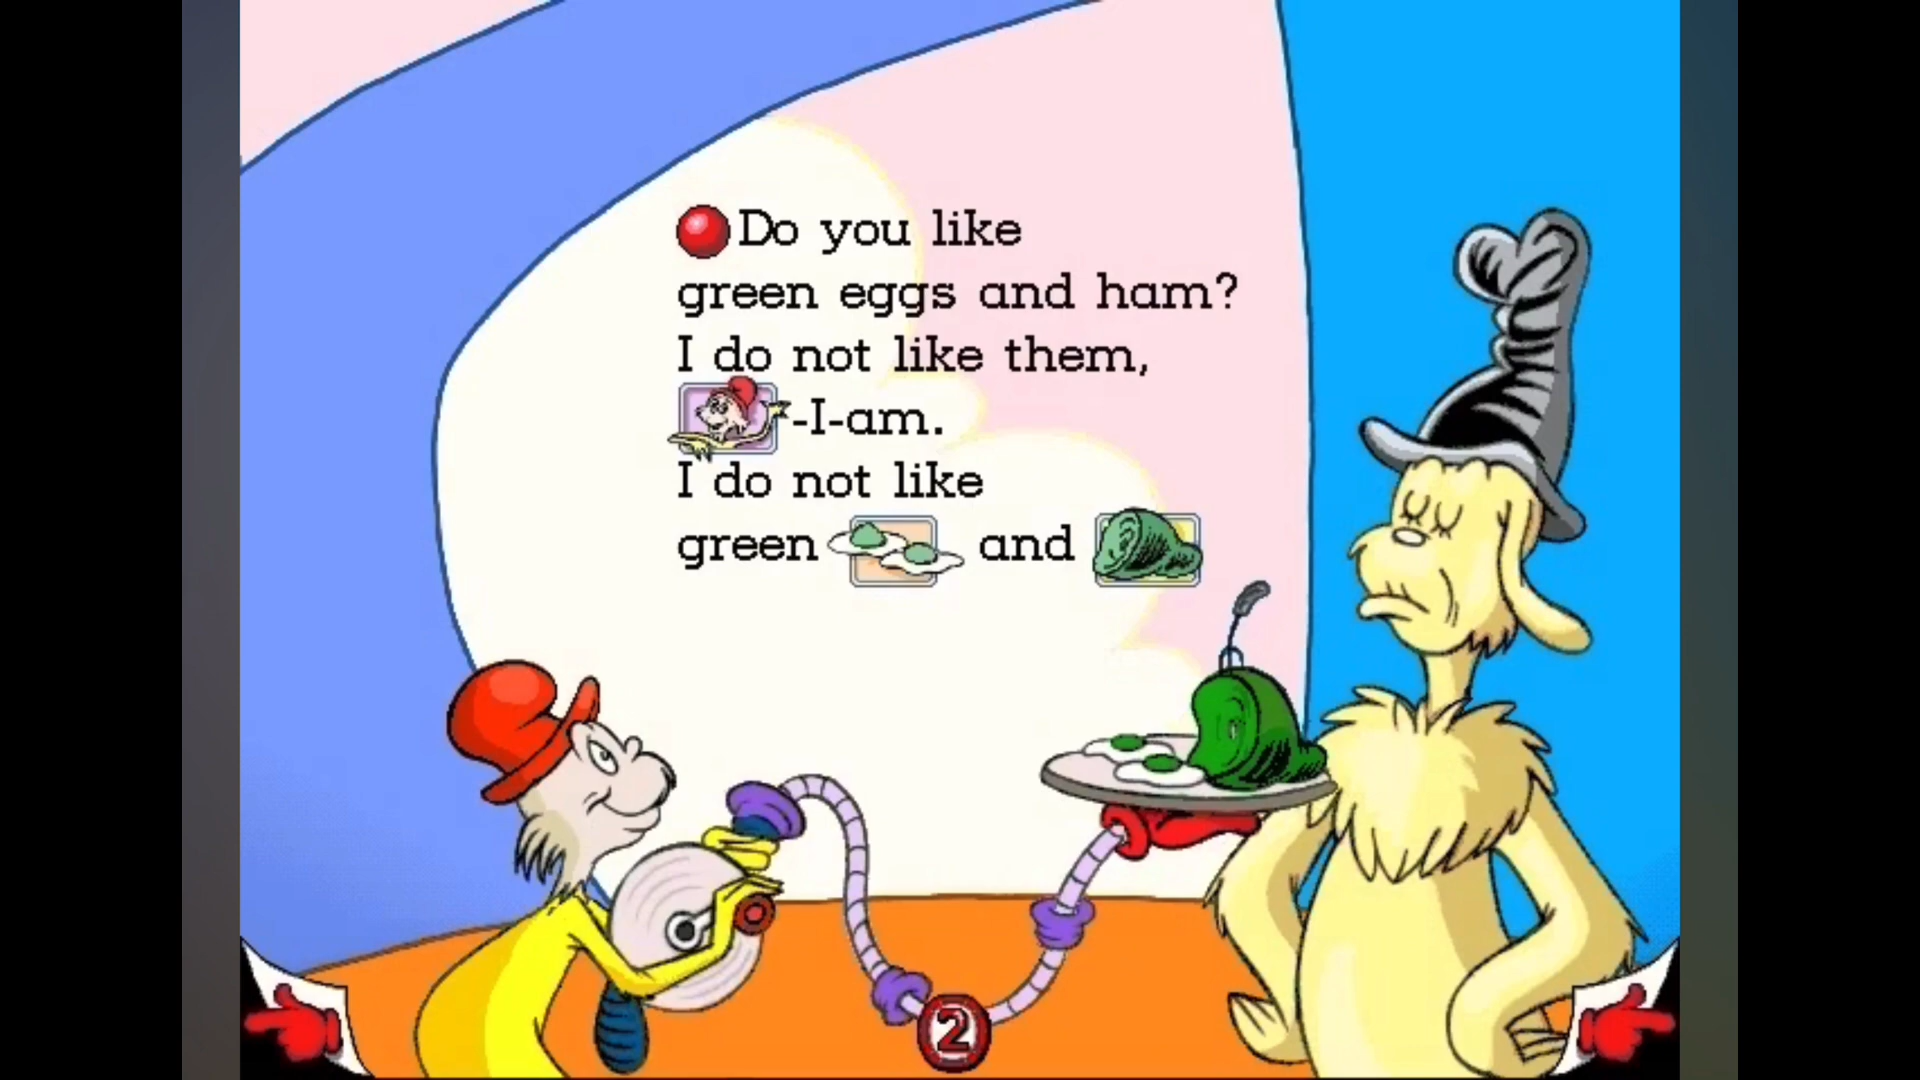 Do you like
green eggs and ham?
I do not like them,
-I-am.
I do not like
green and
2